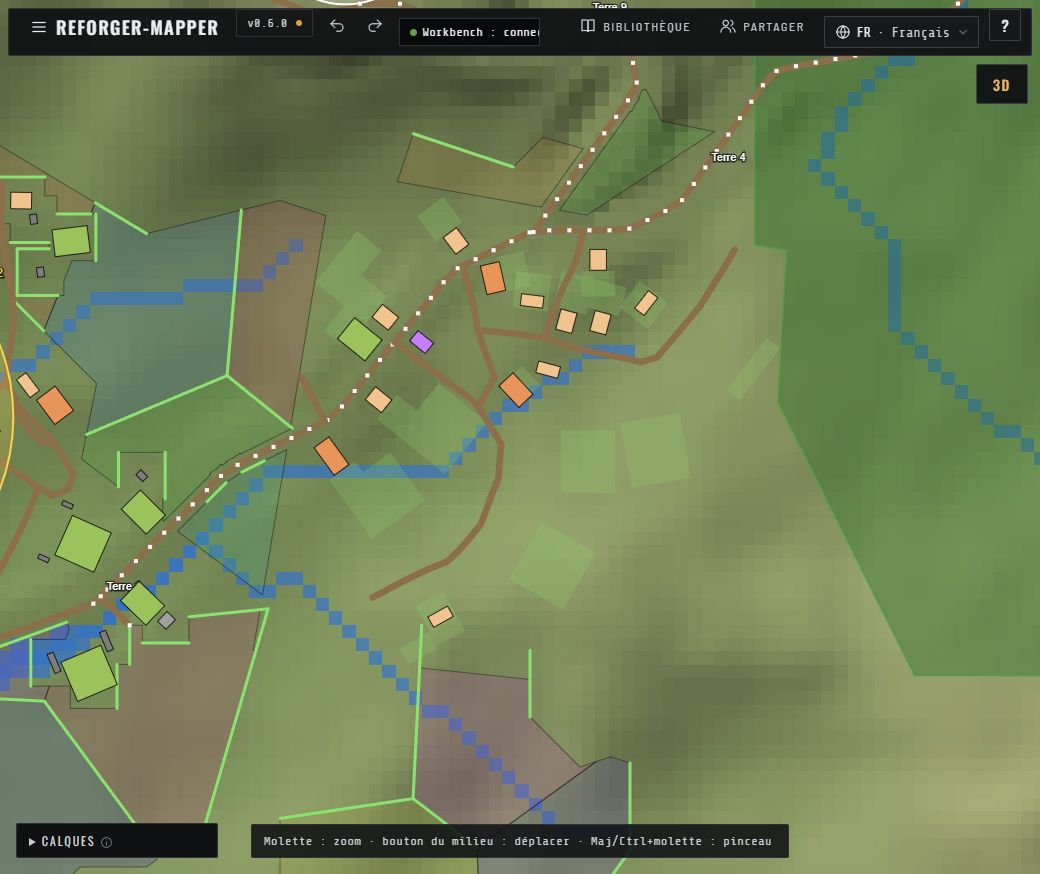 Terre 9
REFORGER-MAPPER
v0.6.0
Workbench : conne
BIBLIOTHÈQUE
PARTAGER
FR · Français
?
3D
Terre 4
2
Terre
CALQUES
Molette : zoom · bouton du milieu : déplacer · Maj/Ctrl+molette : pinceau